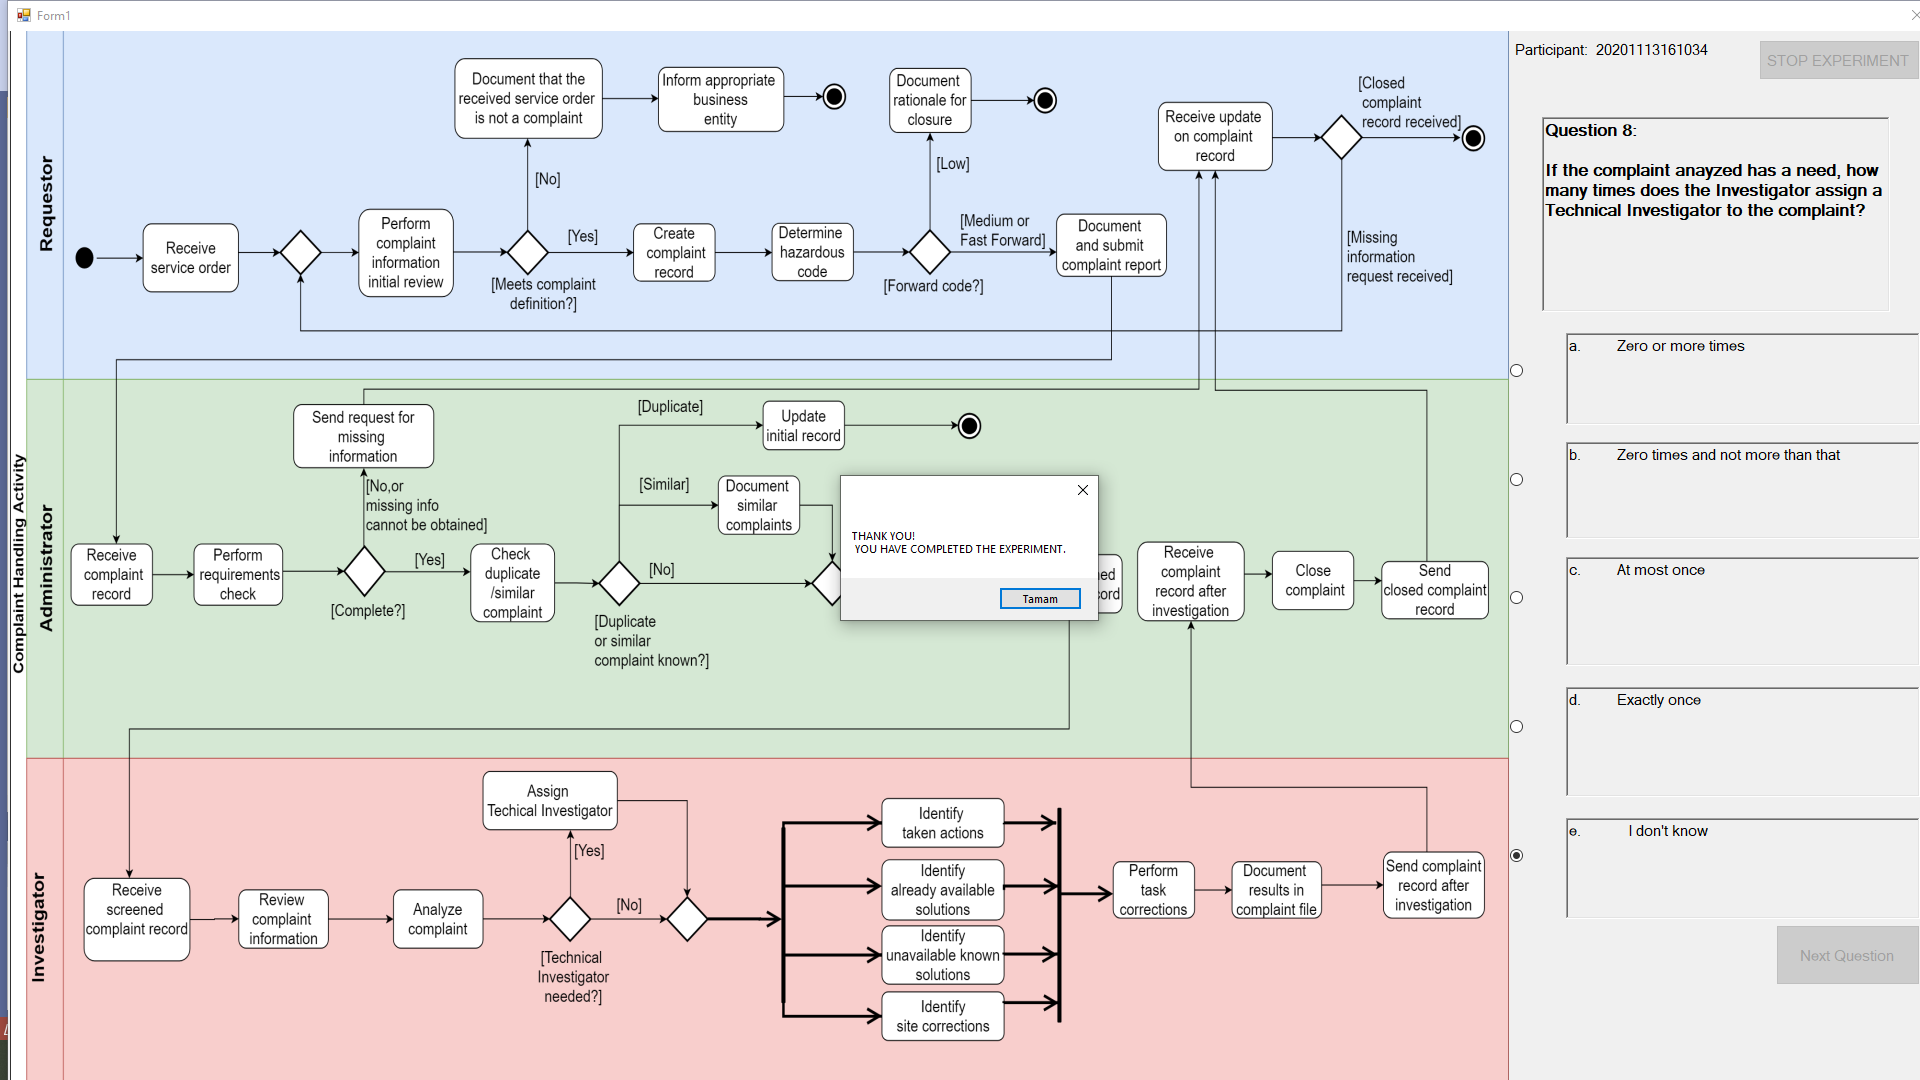 Form1
Participant: 20201113161034
STOP EXPERIMENT
Question 8:
If the complaint anayzed has a need, how
many times does the Investigator assign a
Technical Investigator to the complaint?
a. Zero or more times
b. Zero times and not more than that
c. At most once
d. Exactly once
e. I don't know
Next Question
Complaint Handling Activity
Requestor
Receive
service order
Perform
complaint
information
initial review
[Meets complaint
definition?]
[No]
Document that the
received service order
is not a complaint
Inform appropriate
business
entity
[Yes]
Create
complaint
record
Determine
hazardous
code
[Forward code?]
[Low]
Document
rationale for
closure
[Medium or
Fast Forward]
Document
and submit
complaint report
Receive update
on complaint
record
[Closed
complaint
record received]
[Missing
information
request received]
Administrator
Receive
complaint
record
Perform
requirements
check
[Complete?]
[No,or
missing info
cannot be obtained]
Send request for
missing
information
[Yes]
Check
duplicate
/similar
complaint
[Duplicate
or similar
complaint known?]
[Duplicate]
Update
initial record
[Similar]
Document
similar
complaints
[No]
THANK YOU!
YOU HAVE COMPLETED THE EXPERIMENT.
Tamam
Receive
complaint
record after
investigation
Close
complaint
Send
closed complaint
record
Investigator
Receive
screened
complaint record
Review
complaint
information
Analyze
complaint
[Technical
Investigator
needed?]
[Yes]
Assign
Techical Investigator
[No]
Identify
taken actions
Identify
already available
solutions
Identify
unavailable known
solutions
Identify
site corrections
Perform
task
corrections
Document
results in
complaint file
Send complaint
record after
investigation